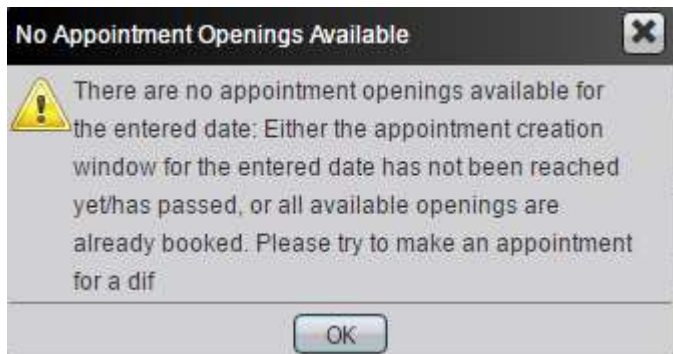 No Appointment Openings Available
There are no appointment openings available for
the entered date: Either the appointment creation
window for the entered date has not been reached
yet/has passed, or all available openings are
already booked. Please try to make an appointment
for a dif
OK